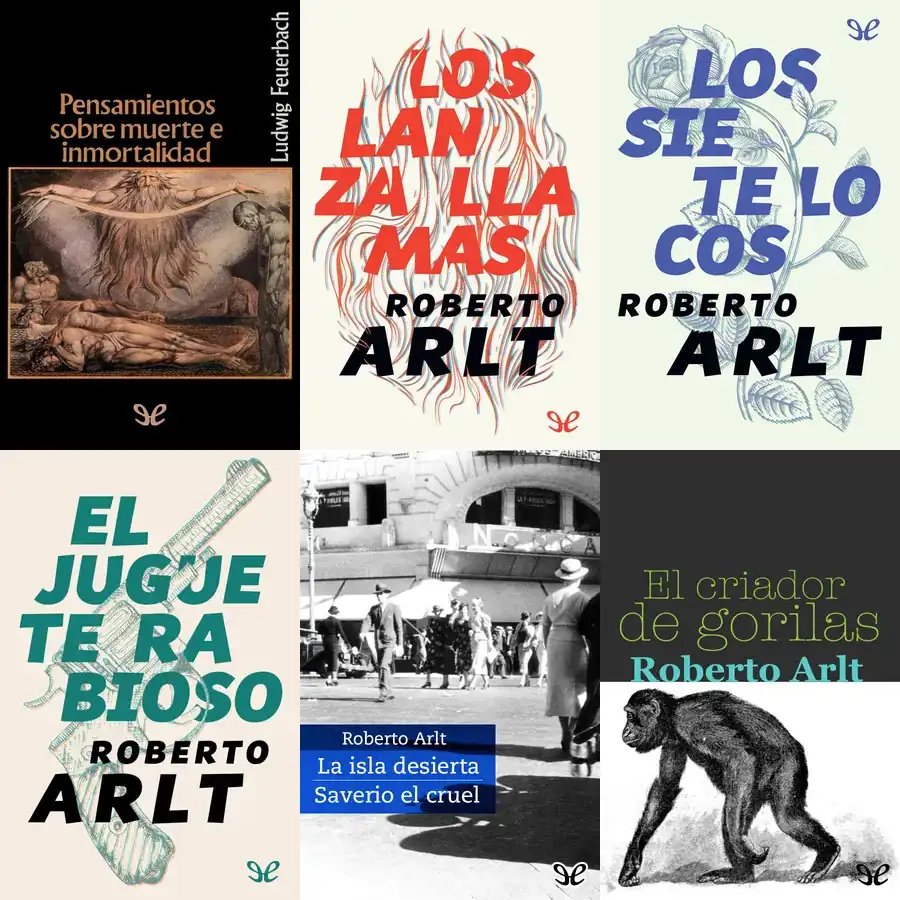 Pensamientos
sobre muerte e
inmortalidad
Ludwig Feuerbach
LOS
LAN
ZA LLA
MAS
ROBERTO
ARLT
LOS
SIE
TE LO
COS
ROBERTO
ARLT
EL
JUGUE
TE RA
BIOSO
ROBERTO
ARLT
Roberto Arlt
La isla desierta
Saverio el cruel
El criador
de gorilas
Roberto Arlt